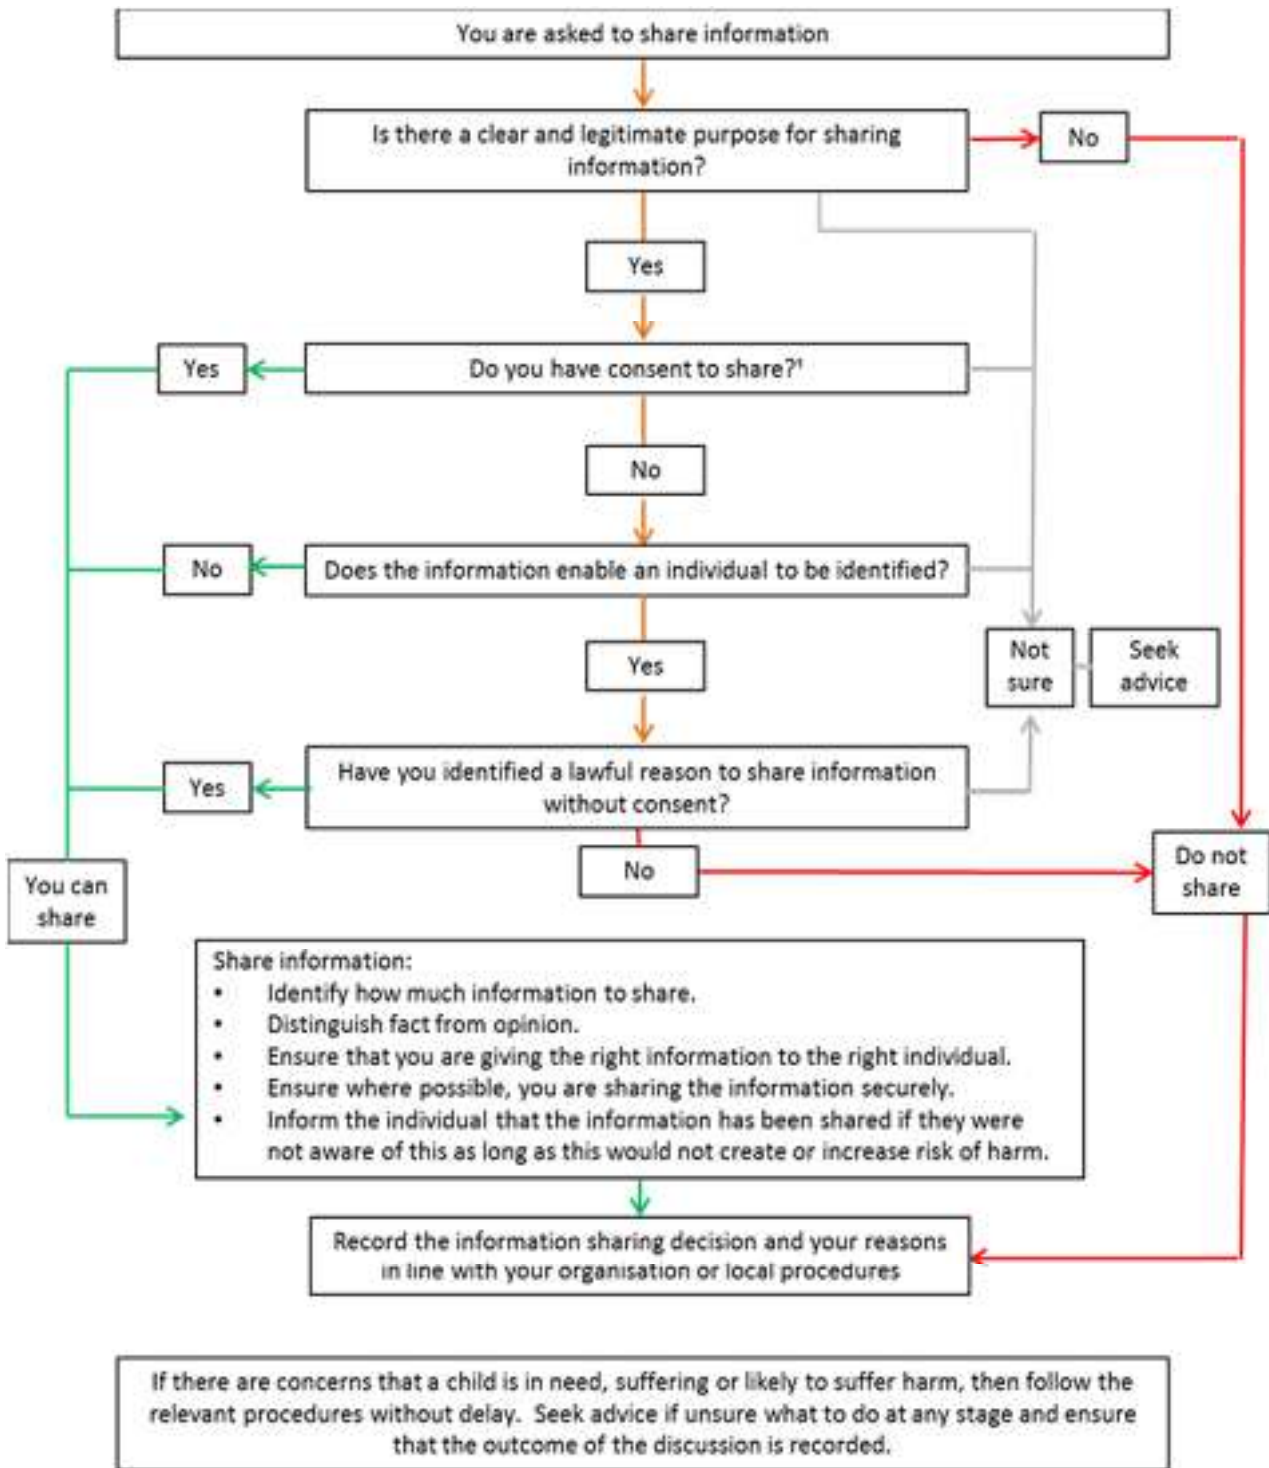 You are asked to share information
Is there a clear and legitimate purpose for sharing
information?
No
Yes
Yes
Do you have consent to share?¹
No
No
Does the information enable an individual to be identified?
Yes
Not
sure
Seek
advice
Yes
Have you identified a lawful reason to share information
without consent?
No
Do not
share
You can
share
Share information:
• Identify how much information to share.
• Distinguish fact from opinion.
• Ensure that you are giving the right information to the right individual.
• Ensure where possible, you are sharing the information securely.
• Inform the individual that the information has been shared if they were
not aware of this as long as this would not create or increase risk of harm.
Record the information sharing decision and your reasons
in line with your organisation or local procedures
If there are concerns that a child is in need, suffering or likely to suffer harm, then follow the
relevant procedures without delay. Seek advice if unsure what to do at any stage and ensure
that the outcome of the discussion is recorded.